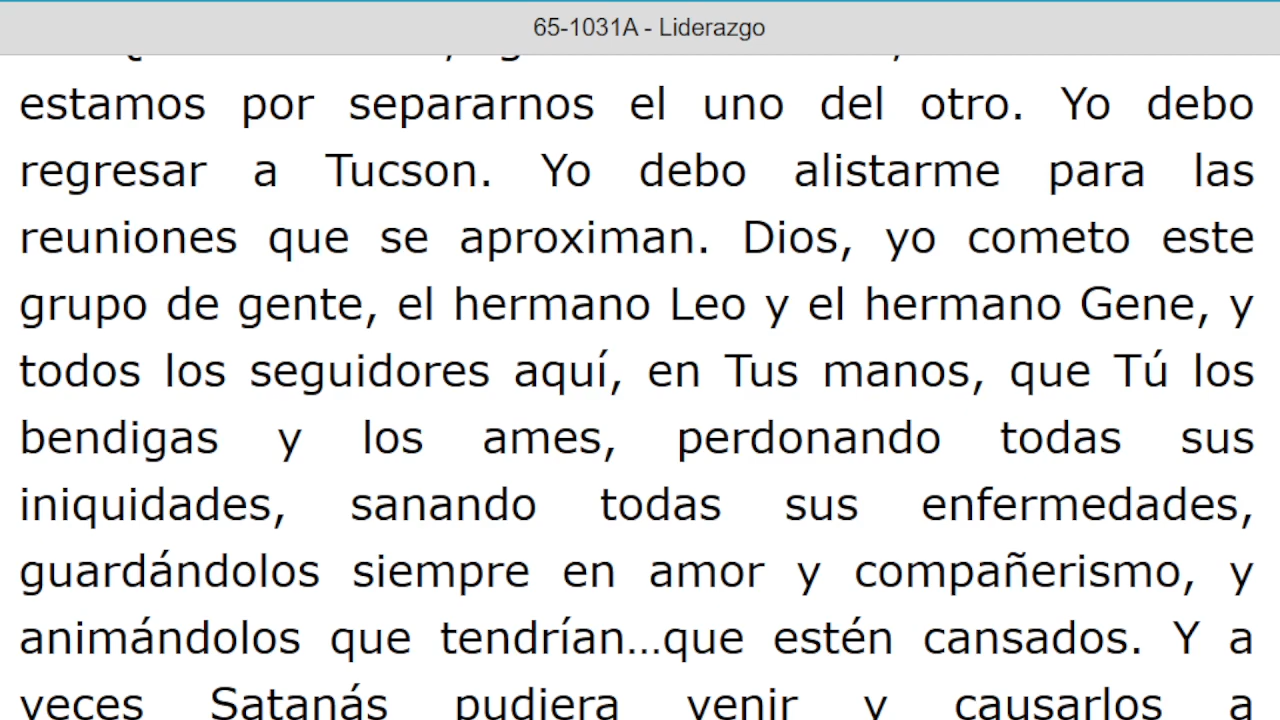 65-1031A - Liderazgo
estamos por separarnos el uno del otro. Yo debo
regresar a Tucson. Yo debo alistarme para las
reuniones que se aproximan. Dios, yo cometo este
grupo de gente, el hermano Leo y el hermano Gene, y
todos los seguidores aquí, en Tus manos, que Tú los
bendigas y los ames, perdonando todas sus
iniquidades, sanando todas sus enfermedades,
guardándolos siempre en amor y compañerismo, y
animándolos que tendrían...que estén cansados. Y a
veces Satanás pudiera venir y causarlos a